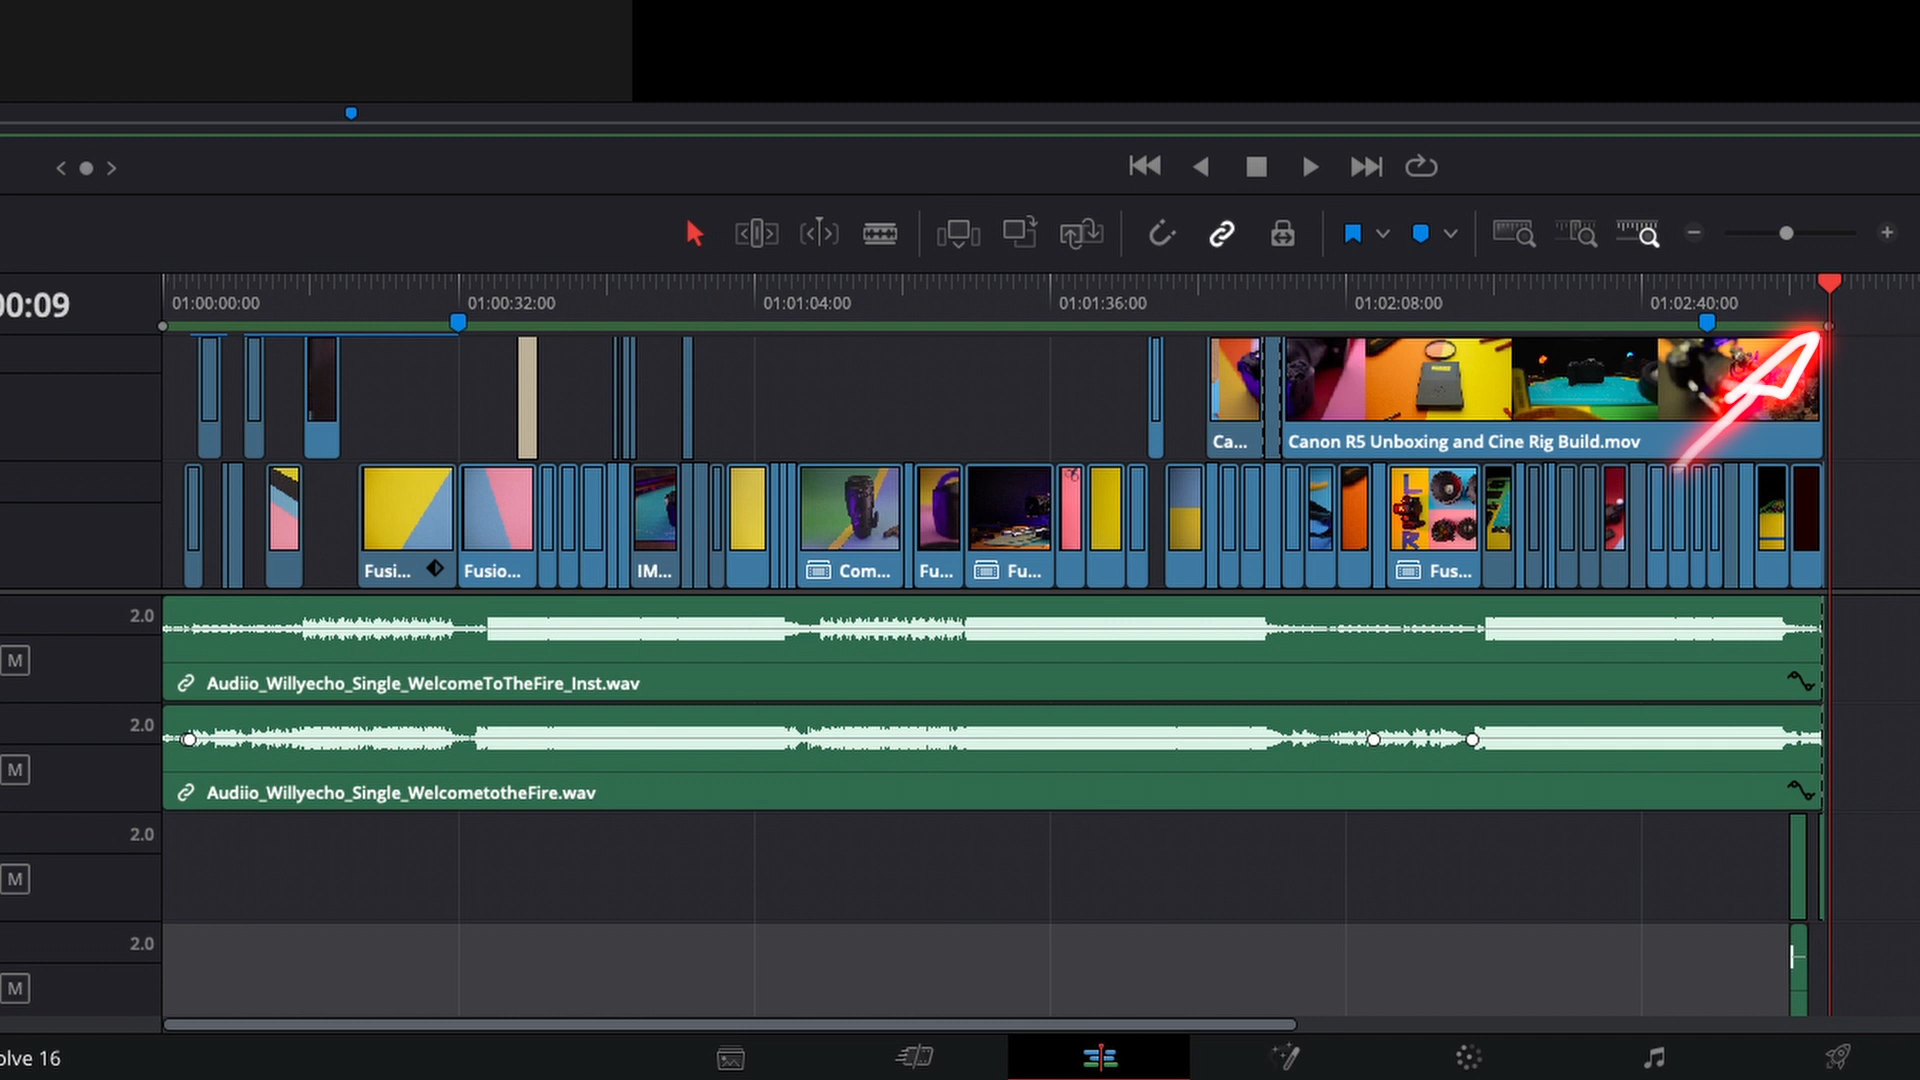 00:09
01:00:00:00 01:00:32:00 01:01:04:00 01:01:36:00 01:02:08:00 01:02:40:00
Ca... Canon R5 Unboxing and Cine Rig Build.mov
Fusi... Fusio... IM... Com... Fu... Fu... Fus...
2.0
M
Audiio_Willyecho_Single_WelcomeToTheFire_Inst.wav
2.0
M
Audiio_Willyecho_Single_WelcometotheFire.wav
2.0
M
2.0
M
olve 16